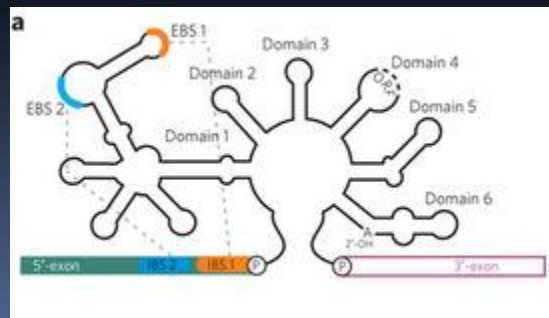 a
EBS 1
Domain 3
Domain 2
Domain 4
ORF
EBS 2
Domain 5
Domain 1
Domain 6
A
2'-OH
5'-exon
IBS 2
IBS 1
P
P
3'-exon